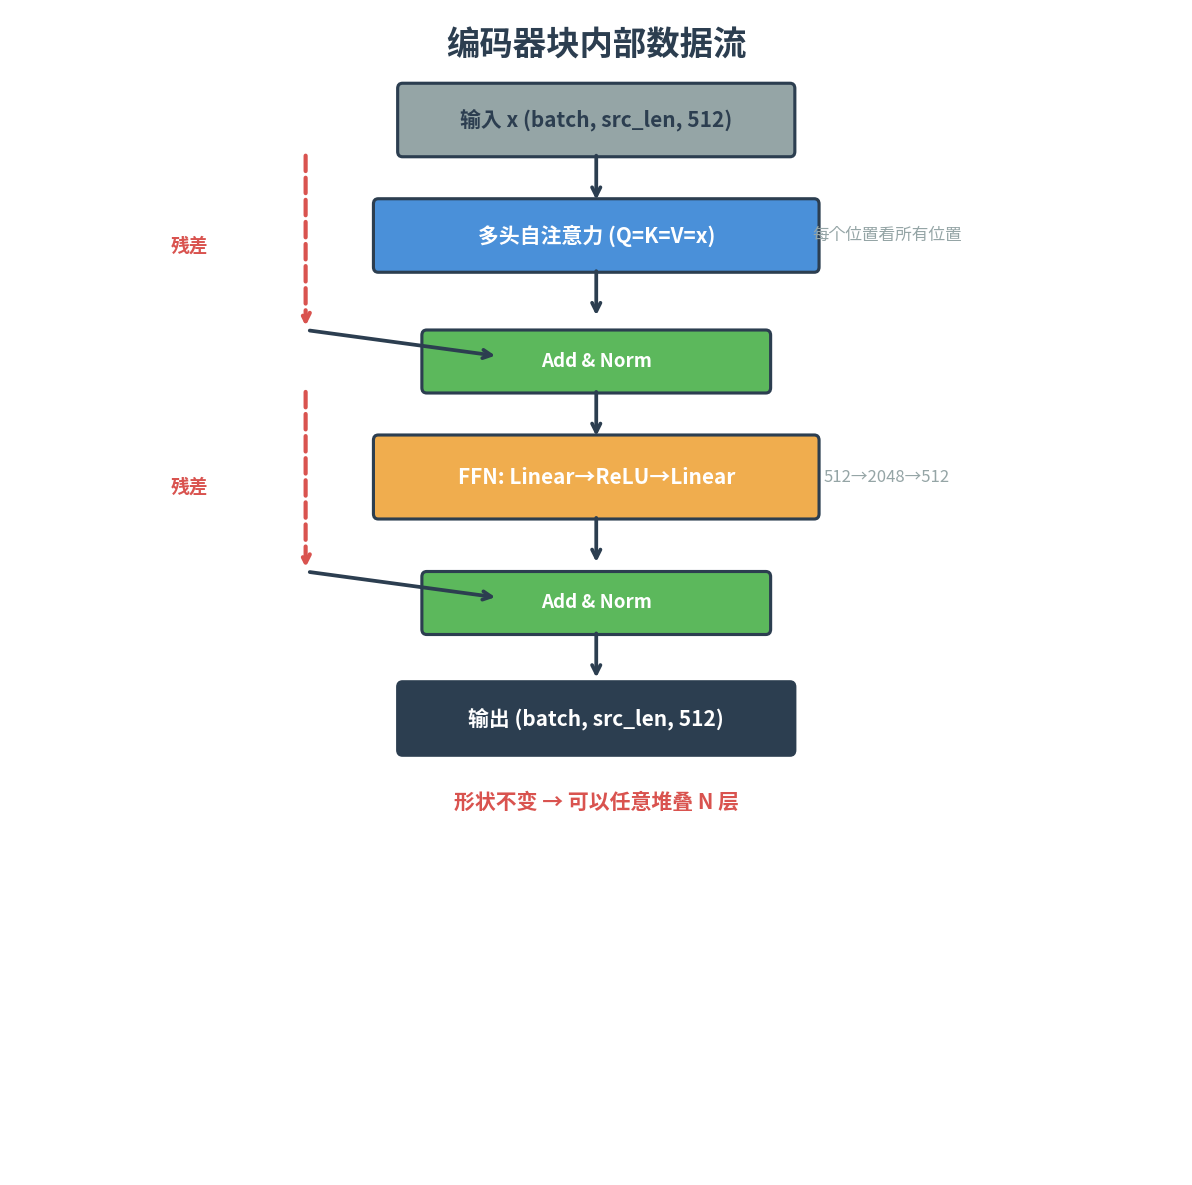 编码器块内部数据流
输入 x (batch, src_len, 512)
多头自注意力 (Q=K=V=x)
每个位置看所有位置
残差
Add & Norm
FFN: Linear→ReLU→Linear
512→2048→512
残差
Add & Norm
输出 (batch, src_len, 512)
形状不变 → 可以任意堆叠 N 层